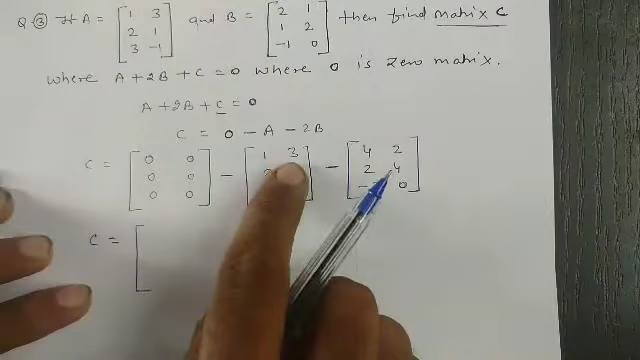 Q ③ If A = [1 3 2 1 3 -1] and B = [2 1 1 2 -1 0] then find matrix C
where A+2B+C=0 where 0 is zero matrix.
A+2B+C=0
C = 0 - A - 2B
C = [0 0 0 0 0 0] - [1 3] - [4 2 2 4 0]
C = [